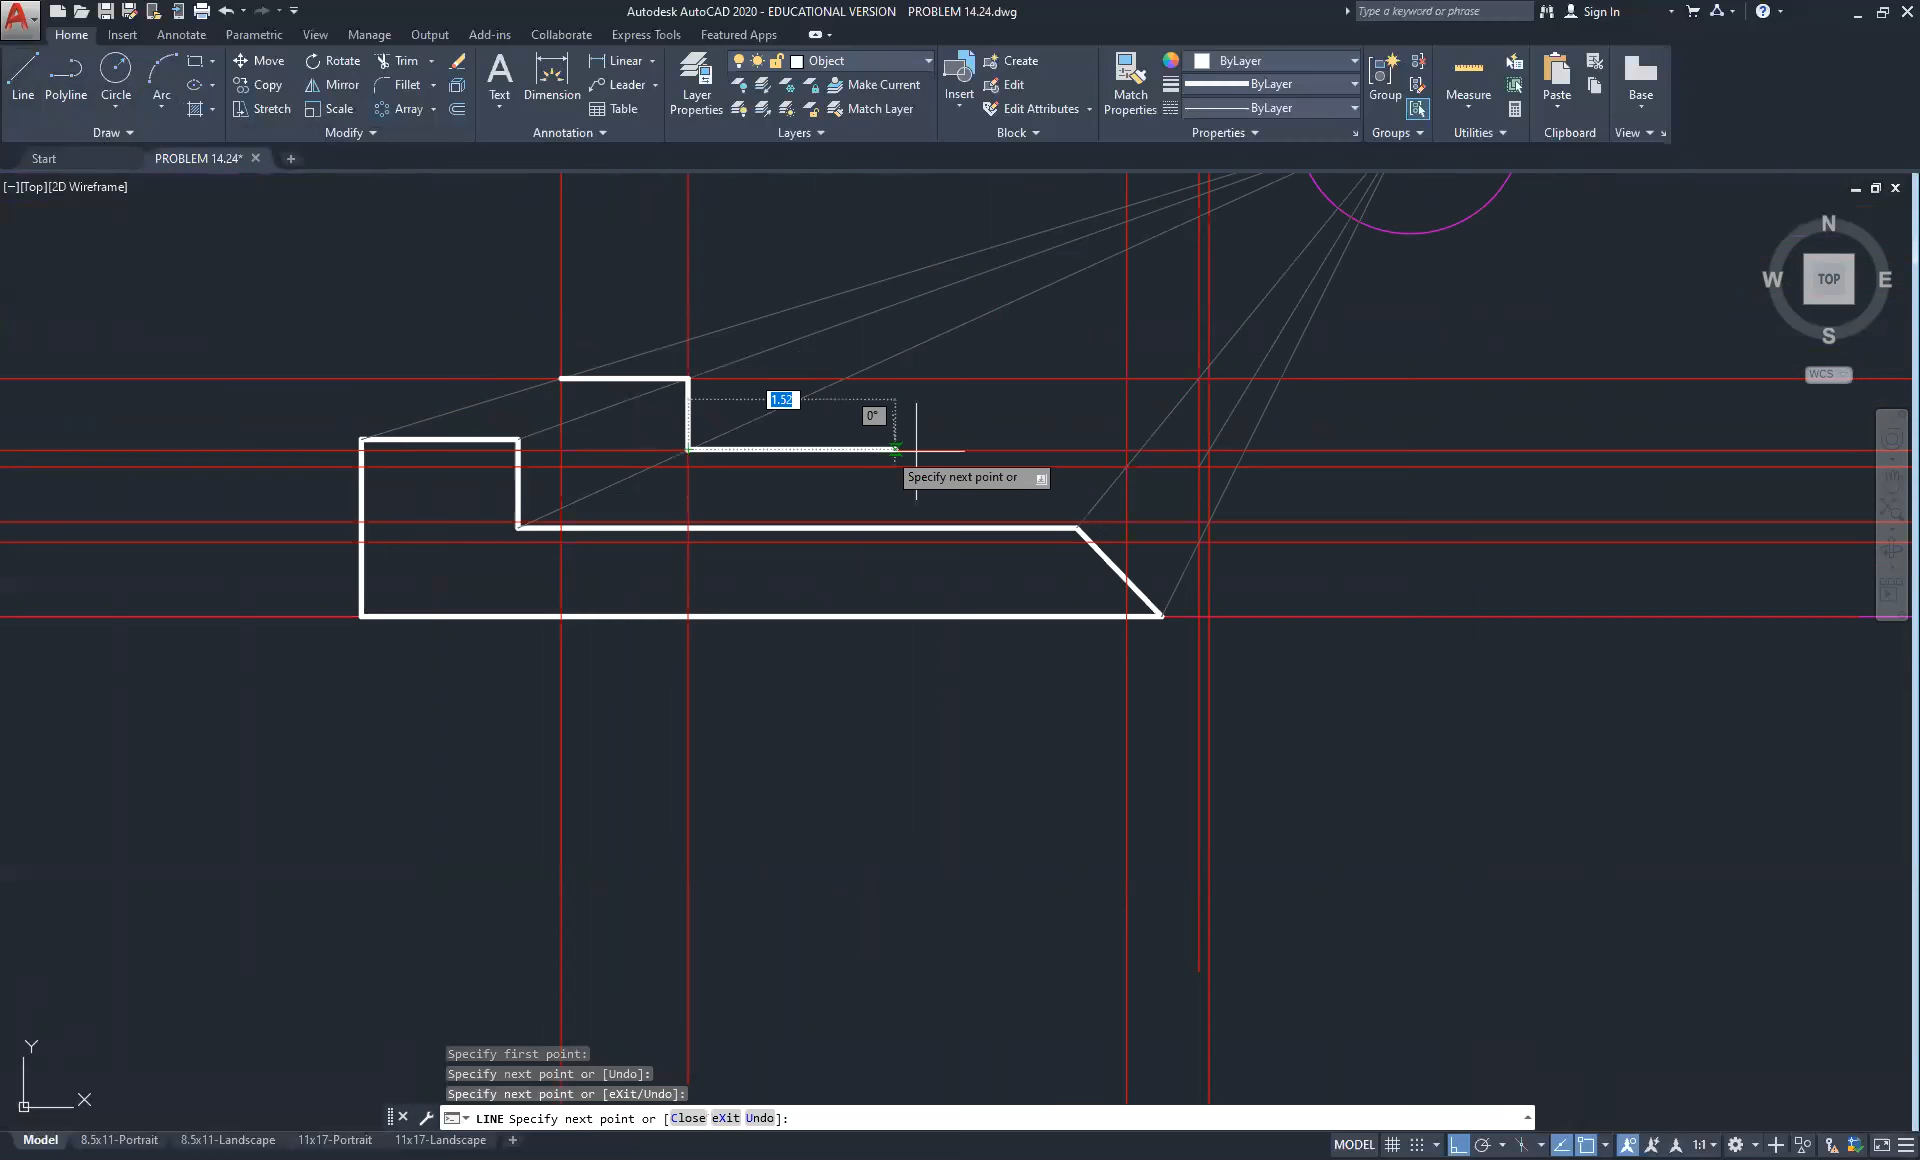 Autodesk AutoCAD 2020 - EDUCATIONAL VERSION PROBLEM 14.24.dwg
Type a keyword or phrase
Sign In
Home Insert Annotate Parametric View Manage Output Add-ins Collaborate Express Tools Featured Apps
Line Polyline Circle Arc
Draw
Move Rotate Trim
Copy Mirror Fillet
Stretch Scale Array
Modify
Text Dimension
Linear
Leader
Table
Annotation
Layer Properties
Object
Make Current
Match Layer
Layers
Insert
Create
Edit
Edit Attributes
Block
Match Properties
ByLayer
ByLayer
ByLayer
Properties
Group
Groups
Measure
Utilities
Paste
Clipboard
Base
View
Start
PROBLEM 14.24*
[−][Top][2D Wireframe]
N
W TOP E
S
WCS
1.52
0°
Specify next point or
Y
X
Specify first point:
Specify next point or [Undo]:
Specify next point or [eXit/Undo]:
LINE Specify next point or [Close eXit Undo]:
Model 8.5x11-Portrait 8.5x11-Landscape 11x17-Portrait 11x17-Landscape
MODEL
1:1